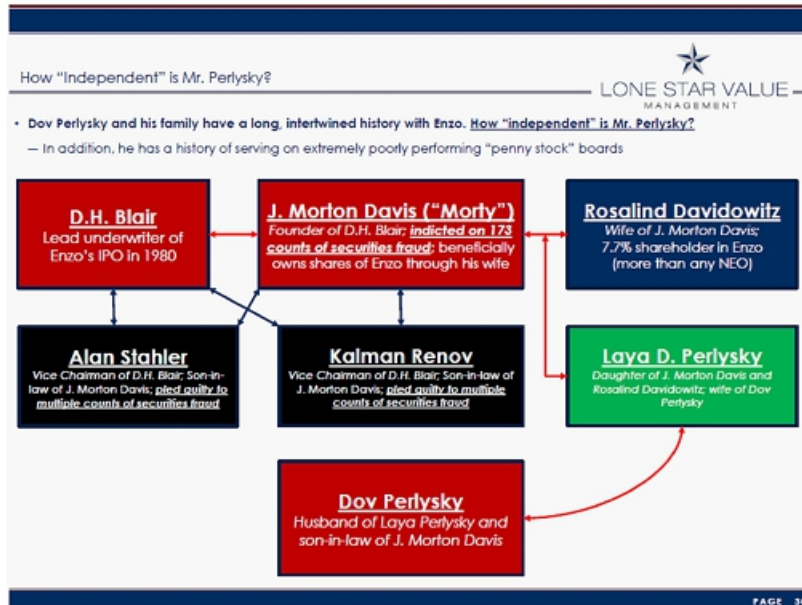 How “Independent” is Mr. Perlysky?
LONE STAR VALUE
MANAGEMENT
• Dov Perlysky and his family have a long, intertwined history with Enzo. How “independent” is Mr. Perlysky?
— In addition, he has a history of serving on extremely poorly performing “penny stock” boards
D.H. Blair
Lead underwriter of
Enzo’s IPO in 1980
J. Morton Davis (“Morty”)
Founder of D.H. Blair; indicted on 173
counts of securities fraud; beneficially
owns shares of Enzo through his wife
Rosalind Davidowitz
Wife of J. Morton Davis;
7.7% shareholder in Enzo
(more than any NEO)
Alan Stahler
Vice Chairman of D.H. Blair; Son-in-
law of J. Morton Davis; pled guilty to
multiple counts of securities fraud
Kalman Renov
Vice Chairman of D.H. Blair; Son-in-law of
J. Morton Davis; pled guilty to multiple
counts of securities fraud
Laya D. Perlysky
Daughter of J. Morton Davis and
Rosalind Davidowitz; wife of Dov
Perlysky
Dov Perlysky
Husband of Laya Perlysky and
son-in-law of J. Morton Davis
PAGE